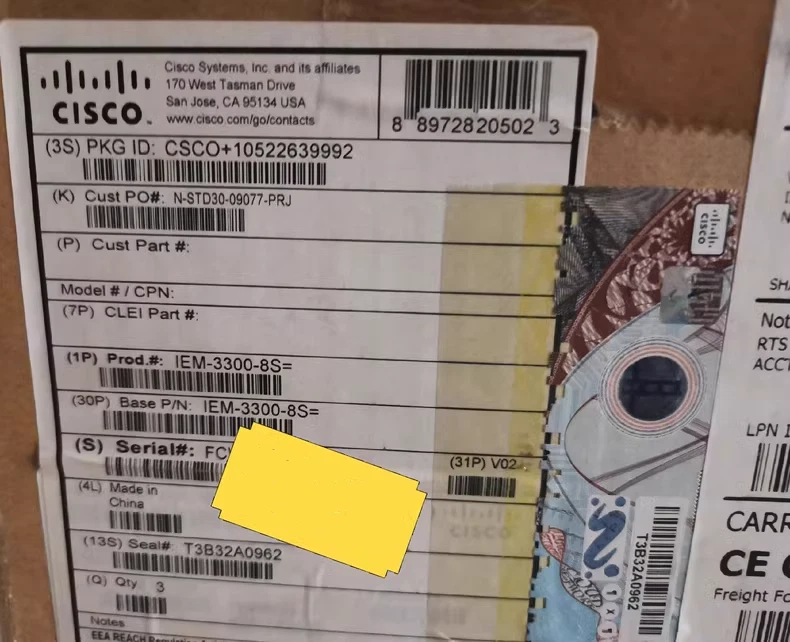 CISCO
Cisco Systems, Inc. and its affiliates
170 West Tasman Drive
San Jose, CA 95134 USA
www.cisco.com/go/contacts
8 8972820502 3
(3S) PKG ID: CSCO+10522639992
(K) Cust PO#: N-STD30-09077-PRJ
(P) Cust Part #:
Model # / CPN:
(7P) CLEI Part #:
(1P) Prod.#: IEM-3300-8S=
(30P) Base P/N: IEM-3300-8S=
(S) Serial#:
(31P) V02
(4L) Made in
China
(13S) Seal#: T3B32A0962
(Q) Qty 3
Notes
EEA REACH
CISCO
CISCO
T3B32A0962
Not
RTS
ACCT
LPN
CARR
CE
Freight